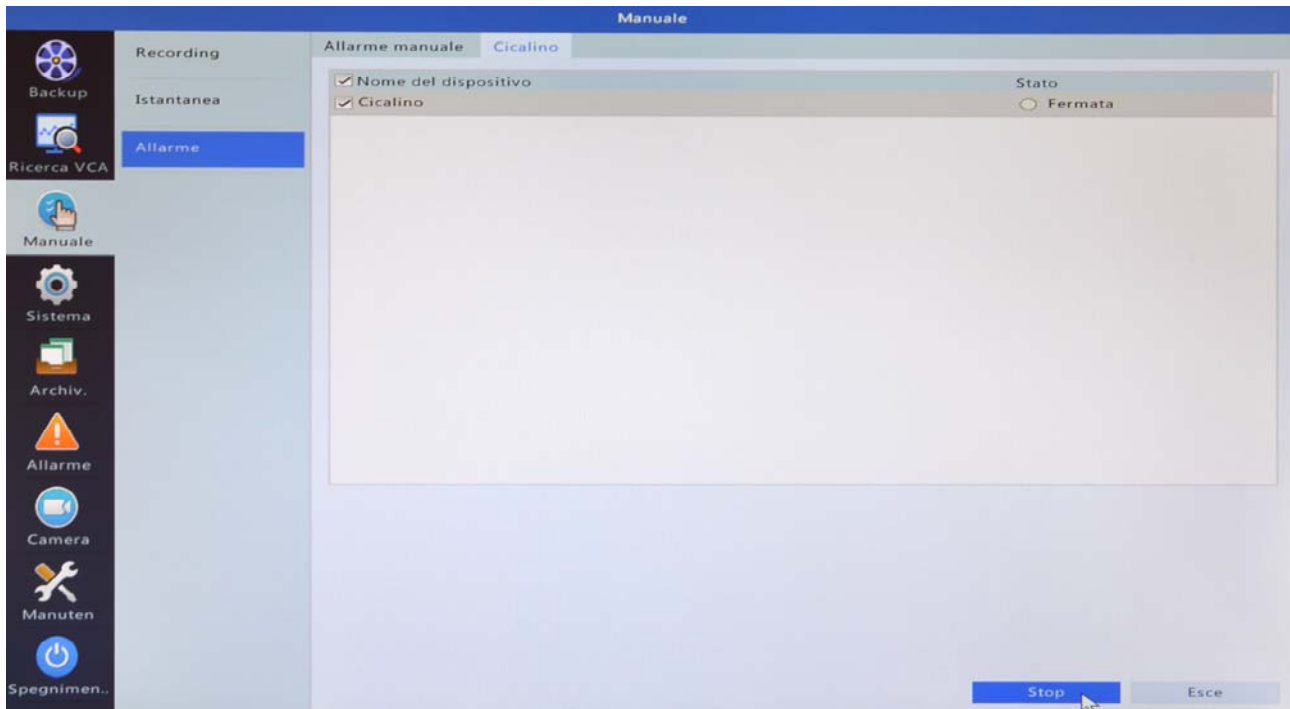 Manuale
Backup
Ricerca VCA
Manuale
Sistema
Archiv.
Allarme
Camera
Manuten
Spegnimen..
Recording
Istantanea
Allarme
Allarme manuale Cicalino
Nome del dispositivo Stato
Cicalino Fermata
Stop Esce